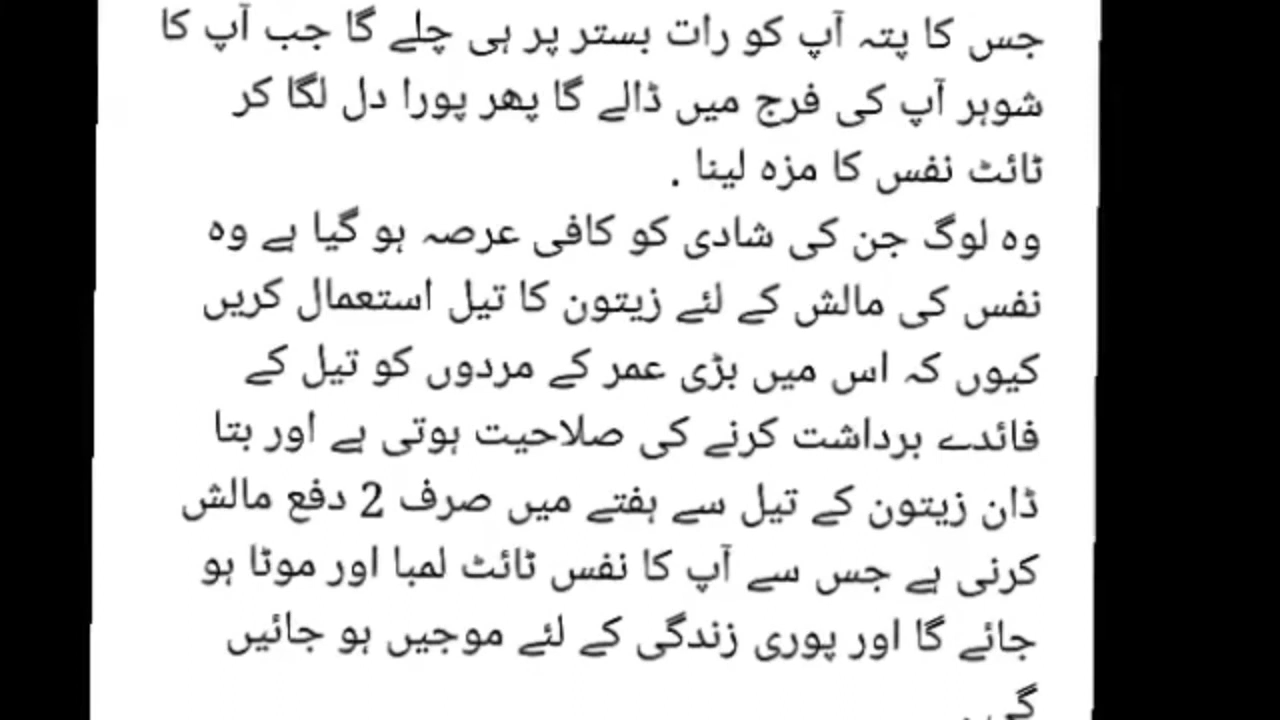 جس کا پتہ آپ کو رات بستر پر ہی چلے گا جب آپ کا
شوہر آپ کی فرج میں ڈالے گا پھر پورا دل لگا کر
ٹائٹ نفس کا مزہ لینا .
وہ لوگ جن کی شادی کو کافی عرصہ ہو گیا ہے وہ
نفس کی مالش کے لئے زیتون کا تیل استعمال کریں
کیوں کہ اس میں بڑی عمر کے مردوں کو تیل کے
فائدے برداشت کرنے کی صلاحیت ہوتی ہے اور بتا
ڈان زیتون کے تیل سے ہفتے میں صرف 2 دفع مالش
کرنی ہے جس سے آپ کا نفس ٹائٹ لمبا اور موٹا ہو
جائے گا اور پوری زندگی کے لئے موجیں ہو جائیں
گی .